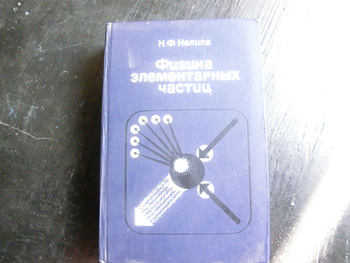 Н.Ф Нелипа
Физика
элементарных
частиц